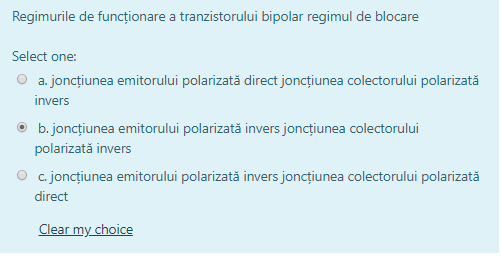 Regimurile de funcționare a tranzistorului bipolar regimul de blocare
Select one:
a. joncțiunea emitorului polarizată direct joncțiunea colectorului polarizată
invers
b. joncțiunea emitorului polarizată invers joncțiunea colectorului
polarizată invers
c. joncțiunea emitorului polarizată invers joncțiunea colectorului polarizată
direct
Clear my choice